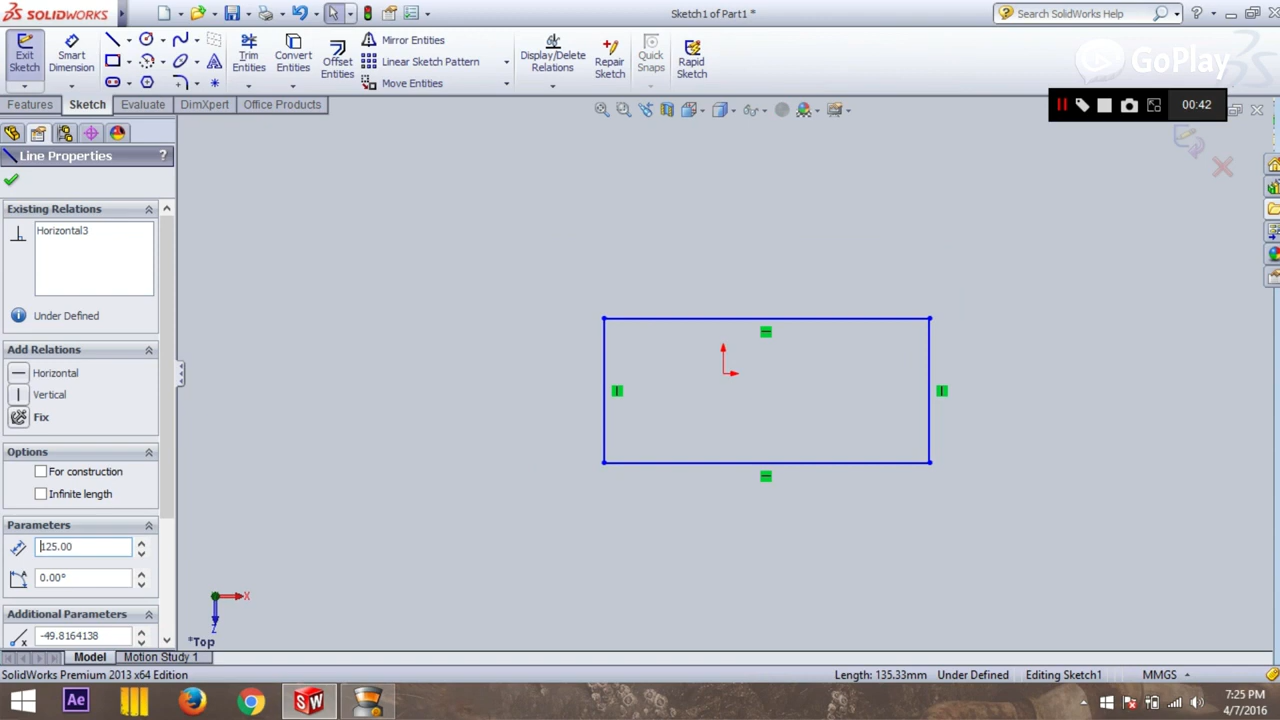 SOLIDWORKS
Sketch1 of Part1 *
Search SolidWorks Help
Exit Sketch
Smart Dimension
Trim Entities
Convert Entities
Offset Entities
Mirror Entities
Linear Sketch Pattern
Move Entities
Display/Delete Relations
Repair Sketch
Quick Snaps
Rapid Sketch
GoPlay
Features
Sketch
Evaluate
DimXpert
Office Products
00:42
Line Properties
?
Existing Relations
Horizontal3
Under Defined
Add Relations
Horizontal
Vertical
Fix
Options
For construction
Infinite length
Parameters
125.00
0.00°
Additional Parameters
-49.8164138
X
Z
*Top
Model
Motion Study 1
SolidWorks Premium 2013 x64 Edition
Length: 135.33mm
Under Defined
Editing Sketch1
MMGS
Ae
SW
7:25 PM
4/7/2016